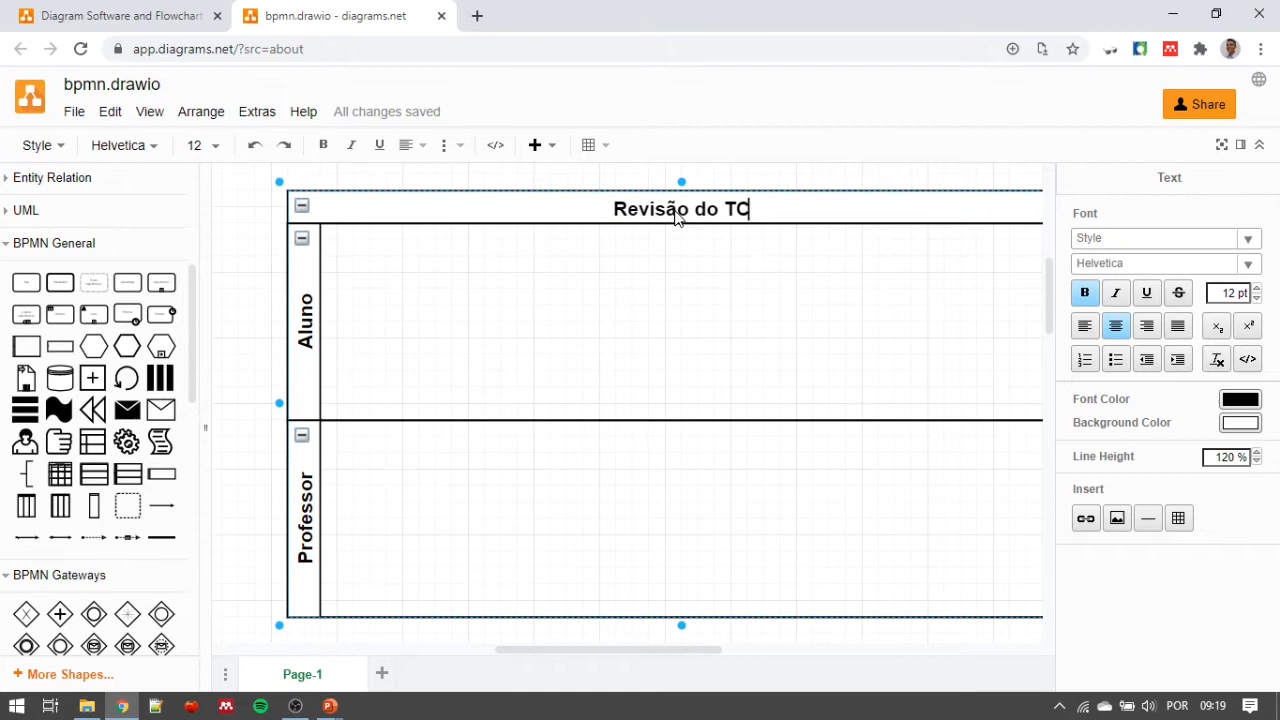 Diagram Software and Flowchart
bpmn.drawio - diagrams.net
app.diagrams.net/?src=about
bpmn.drawio
File Edit View Arrange Extras Help All changes saved
Share
Style Helvetica 12 B I U
Entity Relation
UML
BPMN General
BPMN Gateways
More Shapes...
Revisão do TC
Aluno
Professor
Text
Font
Style
Helvetica
B I U S 12 pt
Font Color
Background Color
Line Height 120 %
Insert
Page-1
POR 09:19